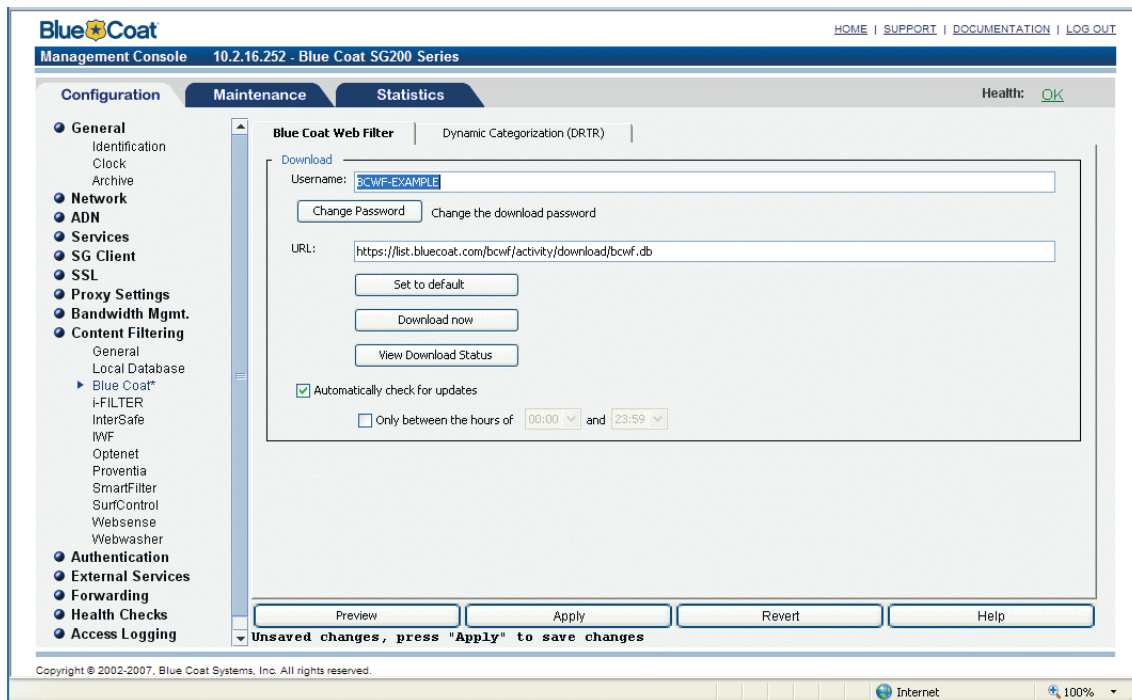 Blue Coat
HOME | SUPPORT | DOCUMENTATION | LOG OUT
Management Console 10.2.16.252 - Blue Coat SG200 Series
Configuration Maintenance Statistics Health: OK
General
Identification
Clock
Archive
Network
ADN
Services
SG Client
SSL
Proxy Settings
Bandwidth Mgmt.
Content Filtering
General
Local Database
Blue Coat*
i-FILTER
InterSafe
IWF
Optenet
Proventia
SmartFilter
SurfControl
Websense
Webwasher
Authentication
External Services
Forwarding
Health Checks
Access Logging
Blue Coat Web Filter Dynamic Categorization (DRTR)
Download
Username: BCWF-EXAMPLE
Change Password Change the download password
URL: https://list.bluecoat.com/bcwf/activity/download/bcwf.db
Set to default
Download now
View Download Status
Automatically check for updates
Only between the hours of 00:00 and 23:59
Preview Apply Revert Help
Unsaved changes, press "Apply" to save changes
Copyright © 2002-2007, Blue Coat Systems, Inc. All rights reserved.
Internet 100%